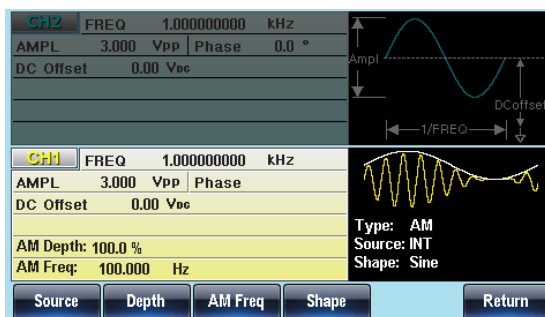 CH2 FREQ 1.000000000 kHz
AMPL 3.000 Vpp Phase 0.0 °
DC Offset 0.00 VDC
Ampl
DCoffset
1/FREQ
CH1 FREQ 1.000000000 kHz
AMPL 3.000 Vpp Phase
DC Offset 0.00 VDC
AM Depth: 100.0 %
AM Freq: 100.000 Hz
Type: AM
Source: INT
Shape: Sine
Source Depth AM Freq Shape Return